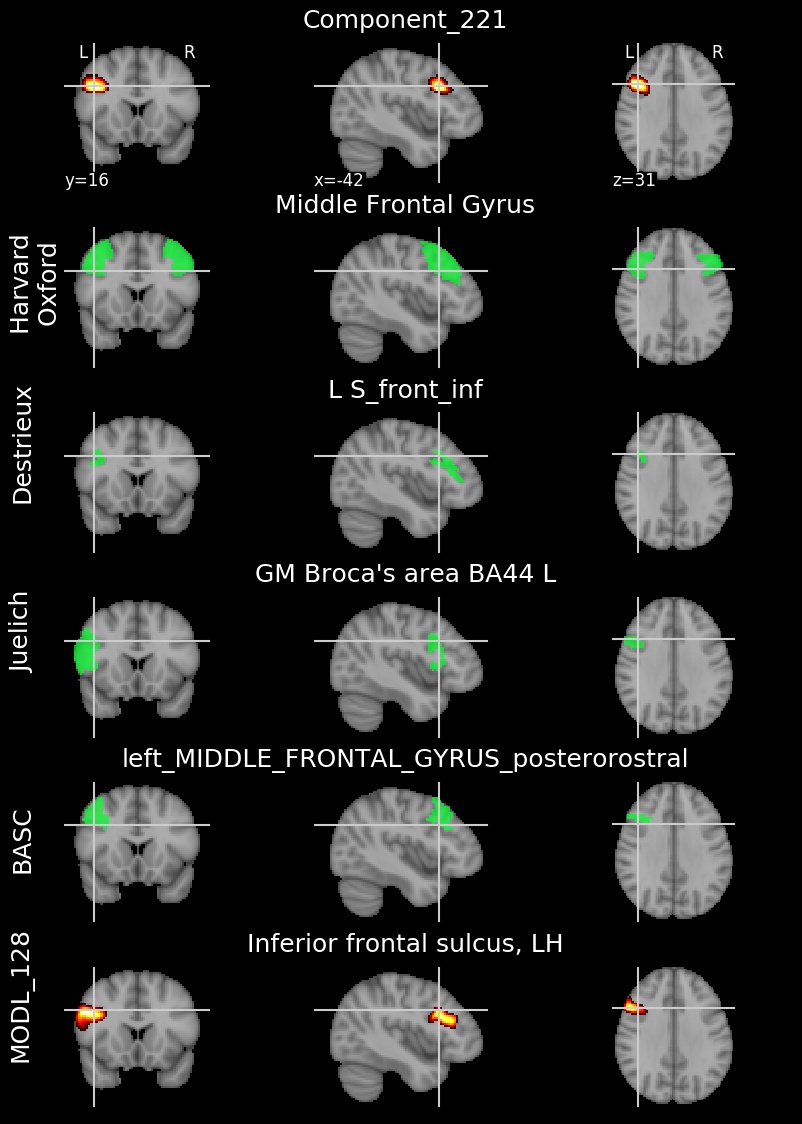 Component_221
L R L R
y=16 x=-42 z=31
Middle Frontal Gyrus
Harvard
Oxford
L S_front_inf
Destrieux
GM Broca's area BA44 L
Juelich
left_MIDDLE_FRONTAL_GYRUS_posterorostral
BASC
Inferior frontal sulcus, LH
MODL_128